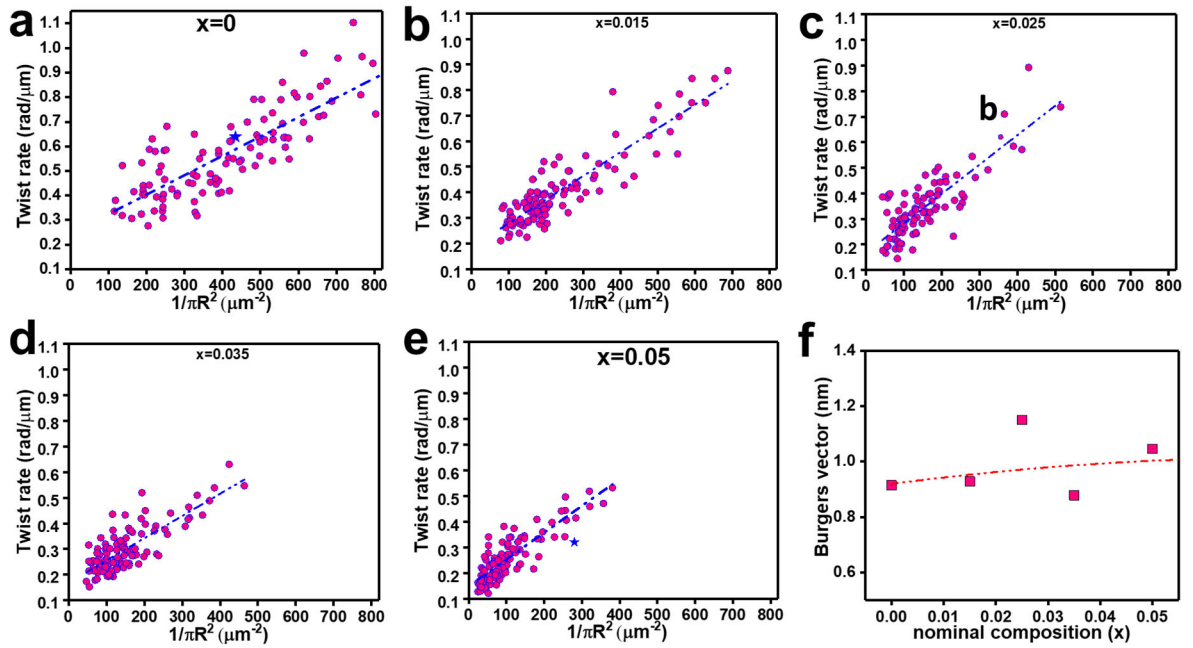 a
x=0
Twist rate (rad/μm)
1.1
1.0
0.9
0.8
0.7
0.6
0.5
0.4
0.3
0.2
0.1
0 100 200 300 400 500 600 700 800
1/πR² (μm⁻²)
b
x=0.015
Twist rate (rad/μm)
1.1
1.0
0.9
0.8
0.7
0.6
0.5
0.4
0.3
0.2
0.1
0 100 200 300 400 500 600 700 800
1/πR² (μm⁻²)
c
x=0.025
b
Twist rate (rad/μm)
1.1
1.0
0.9
0.8
0.7
0.6
0.5
0.4
0.3
0.2
0.1
0 100 200 300 400 500 600 700 800
1/πR² (μm⁻²)
d
x=0.035
Twist rate (rad/μm)
1.1
1.0
0.9
0.8
0.7
0.6
0.5
0.4
0.3
0.2
0.1
0 100 200 300 400 500 600 700 800
1/πR² (μm⁻²)
e
x=0.05
Twist rate (rad/μm)
1.1
1.0
0.9
0.8
0.7
0.6
0.5
0.4
0.3
0.2
0.1
0 100 200 300 400 500 600 700 800
1/πR² (μm⁻²)
f
Burgers vector (nm)
1.4
1.2
1.0
0.8
0.6
0.00 0.01 0.02 0.03 0.04 0.05
nominal composition (x)